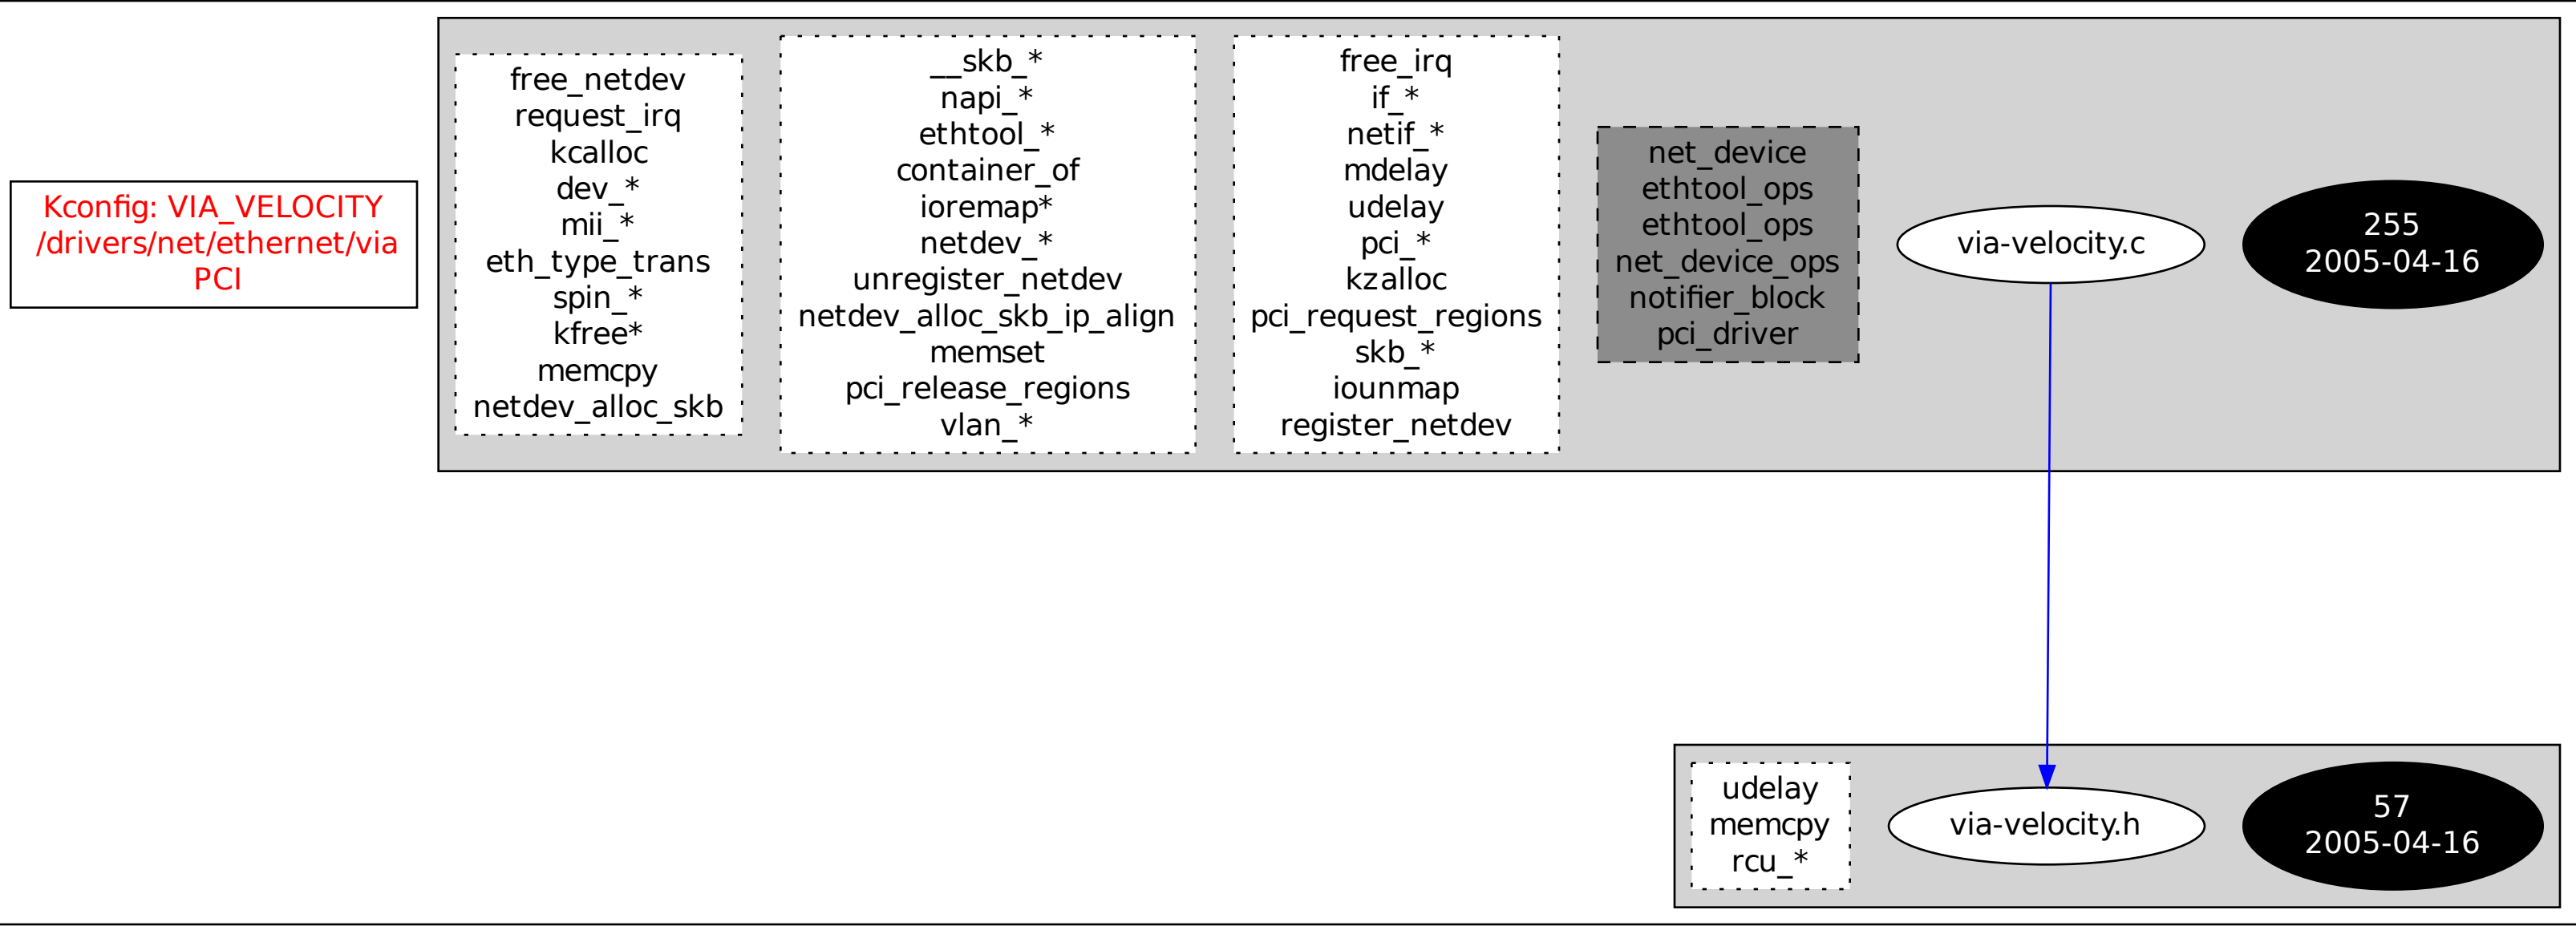 Kconfig: VIA_VELOCITY
/drivers/net/ethernet/via
PCI
free_netdev
request_irq
kcalloc
dev_*
mii_*
eth_type_trans
spin_*
kfree*
memcpy
netdev_alloc_skb
__skb_*
napi_*
ethtool_*
container_of
ioremap*
netdev_*
unregister_netdev
netdev_alloc_skb_ip_align
memset
pci_release_regions
vlan_*
free_irq
if_*
netif_*
mdelay
udelay
pci_*
kzalloc
pci_request_regions
skb_*
iounmap
register_netdev
net_device
ethtool_ops
ethtool_ops
net_device_ops
notifier_block
pci_driver
via-velocity.c
255
2005-04-16
udelay
memcpy
rcu_*
via-velocity.h
57
2005-04-16